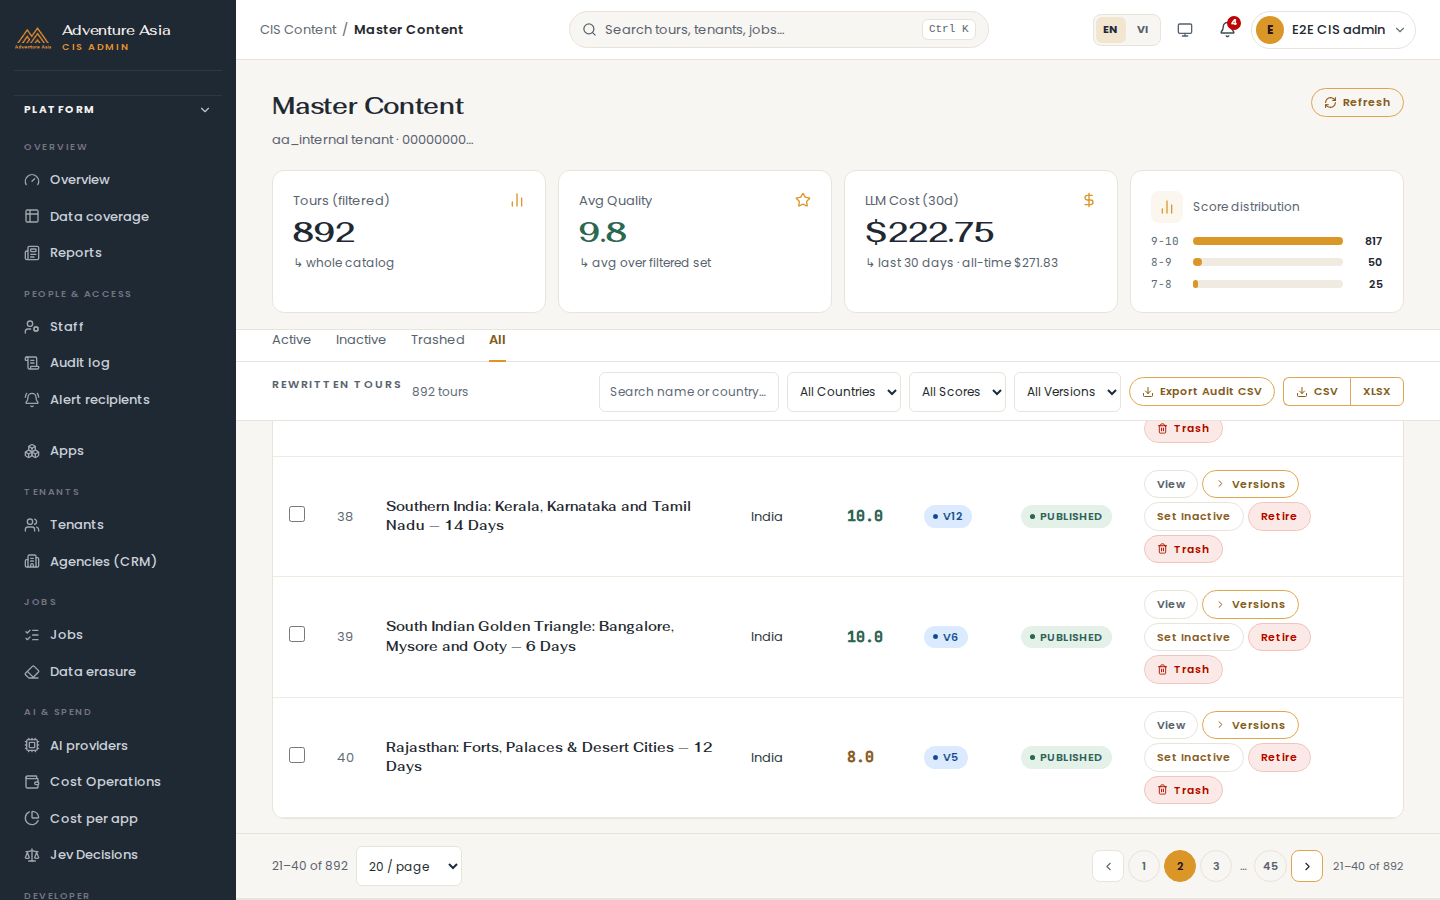 Adventure Asia
CIS ADMIN
PLATFORM
OVERVIEW
Overview
Data coverage
Reports
PEOPLE & ACCESS
Staff
Audit log
Alert recipients
Apps
TENANTS
Tenants
Agencies (CRM)
JOBS
Jobs
Data erasure
AI & SPEND
AI providers
Cost Operations
Cost per app
Jev Decisions
DEVELOPER
CIS Content / Master Content
Search tours, tenants, jobs... Ctrl K
EN VI
4
E E2E CIS admin
Master Content
aa_internal tenant · 00000000...
Refresh
Tours (filtered)
892
↳ whole catalog
Avg Quality
9.8
↳ avg over filtered set
LLM Cost (30d)
$222.75
↳ last 30 days · all-time $271.83
Score distribution
9-10 817
8-9 50
7-8 25
Active Inactive Trashed All
REWRITTEN TOURS 892 tours
Search name or country... All Countries All Scores All Versions Export Audit CSV CSV XLSX
Trash
38 Southern India: Kerala, Karnataka and Tamil Nadu — 14 Days India 10.0 V12 PUBLISHED
View Versions
Set Inactive Retire
Trash
39 South Indian Golden Triangle: Bangalore, Mysore and Ooty — 6 Days India 10.0 V6 PUBLISHED
View Versions
Set Inactive Retire
Trash
40 Rajasthan: Forts, Palaces & Desert Cities — 12 Days India 8.0 V5 PUBLISHED
View Versions
Set Inactive Retire
Trash
21–40 of 892 20 / page
1 2 3 ... 45 21–40 of 892